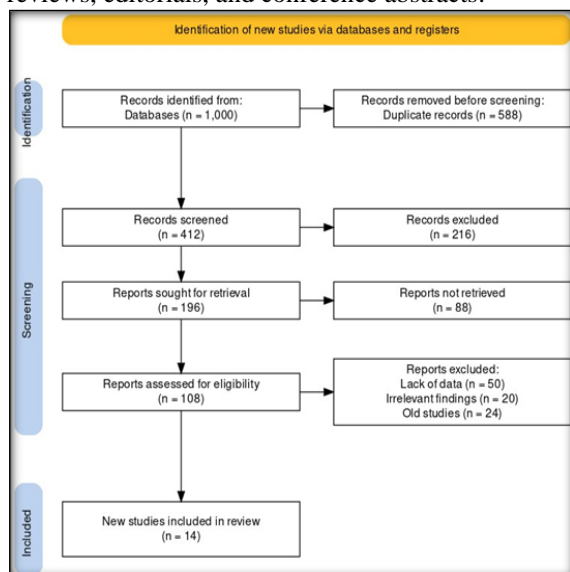 reviews, editorials, and conference abstracts.
Identification of new studies via databases and registers
Identification
Records identified from:
Databases (n = 1,000)
Records removed before screening:
Duplicate records (n = 588)
Screening
Records screened
(n = 412)
Records excluded
(n = 216)
Reports sought for retrieval
(n = 196)
Reports not retrieved
(n = 88)
Reports assessed for eligibility
(n = 108)
Reports excluded:
Lack of data (n = 50)
Irrelevant findings (n = 20)
Old studies (n = 24)
Included
New studies included in review
(n = 14)